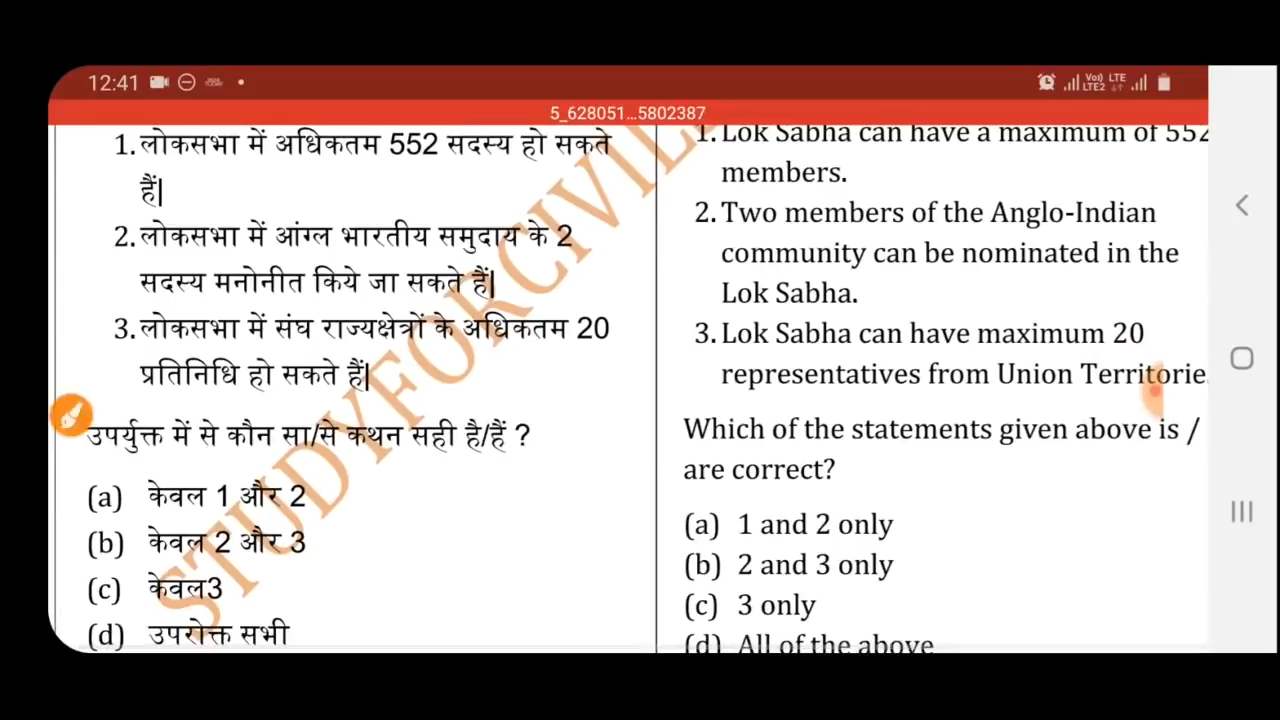 12:41
Vo) LTE
LTE2
5_628051...5802387
1. लोकसभा में अधिकतम 552 सदस्य हो सकते
हैं|
2. लोकसभा में आंग्ल भारतीय समुदाय के 2
सदस्य मनोनीत किये जा सकते हैं|
3. लोकसभा में संघ राज्यक्षेत्रों के अधिकतम 20
प्रतिनिधि हो सकते हैं|
उपर्युक्त में से कौन सा/से कथन सही है/हैं ?
(a) केवल 1 और 2
(b) केवल 2 और 3
(c) केवल3
(d) उपरोक्त सभी
1. Lok Sabha can have a maximum of 552
members.
2. Two members of the Anglo-Indian
community can be nominated in the
Lok Sabha.
3. Lok Sabha can have maximum 20
representatives from Union Territorie
Which of the statements given above is /
are correct?
(a) 1 and 2 only
(b) 2 and 3 only
(c) 3 only
(d) All of the above
STUDYFORCIVIL